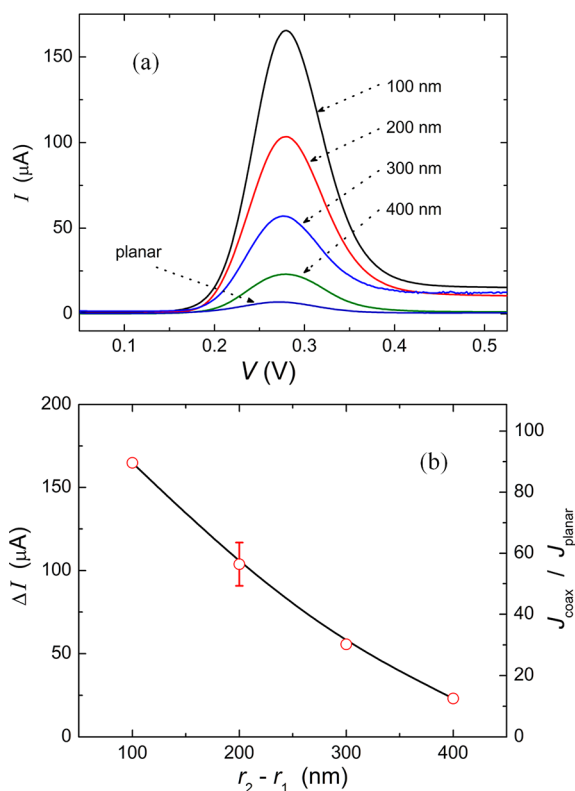 (a)
150
100
50
0
I (μA)
100 nm
200 nm
300 nm
400 nm
planar
0.1 0.2 0.3 0.4 0.5
V (V)
(b)
200
150
100
50
0
ΔI (μA)
100
80
60
40
20
0
J_coax / J_planar
100 200 300 400
r₂ - r₁ (nm)